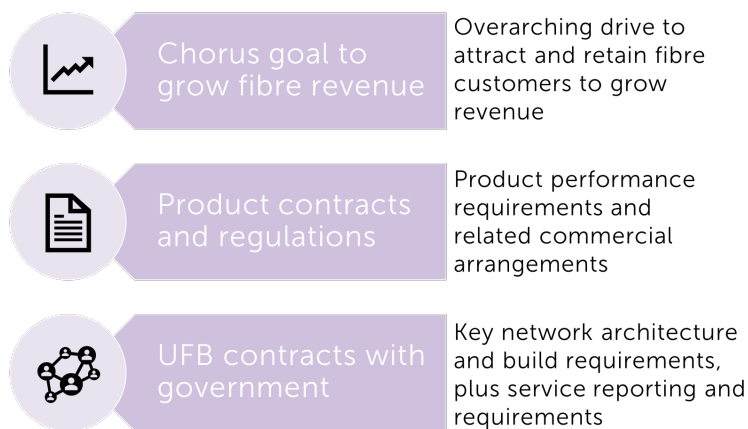 Chorus goal to
grow fibre revenue
Overarching drive to
attract and retain fibre
customers to grow
revenue
Product contracts
and regulations
Product performance
requirements and
related commercial
arrangements
UFB contracts with
government
Key network architecture
and build requirements,
plus service reporting and
requirements